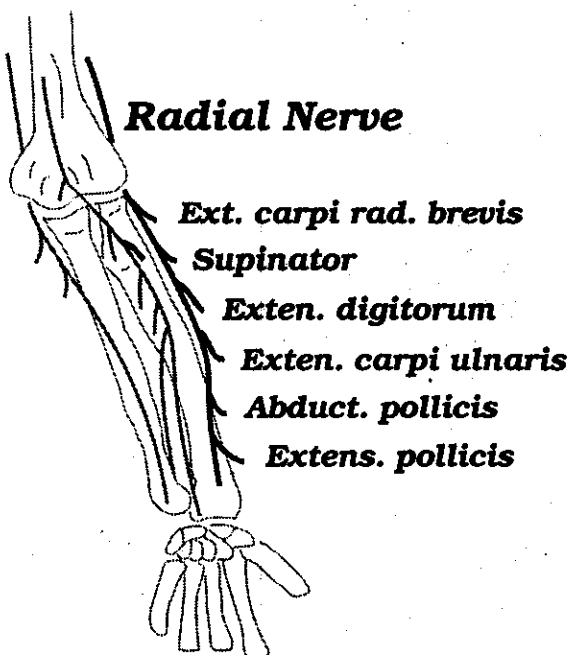 Radial Nerve
Ext. carpi rad. brevis
Supinator
Exten. digitorum
Exten. carpi ulnaris
Abduct. pollicis
Extens. pollicis